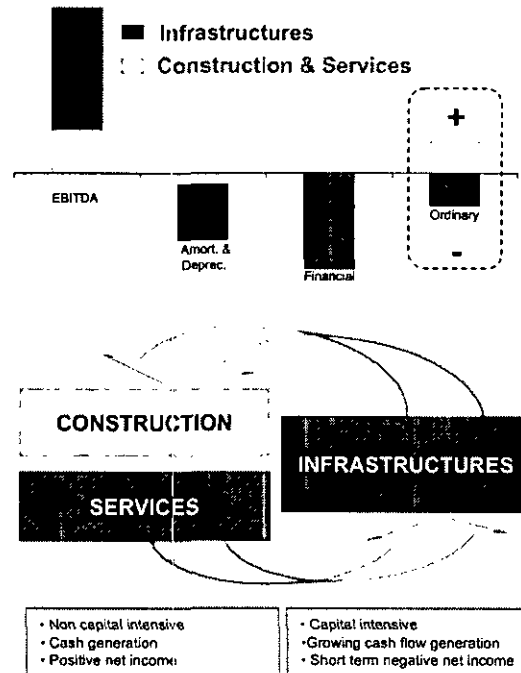 Infrastructures
Construction & Services
+
EBITDA
Amort. &
Deprec.
Financial
Ordinary
-
CONSTRUCTION
SERVICES
INFRASTRUCTURES
• Non capital intensive
• Cash generation
• Positive net income
• Capital intensive
•Growing cash flow generation
• Short term negative net income